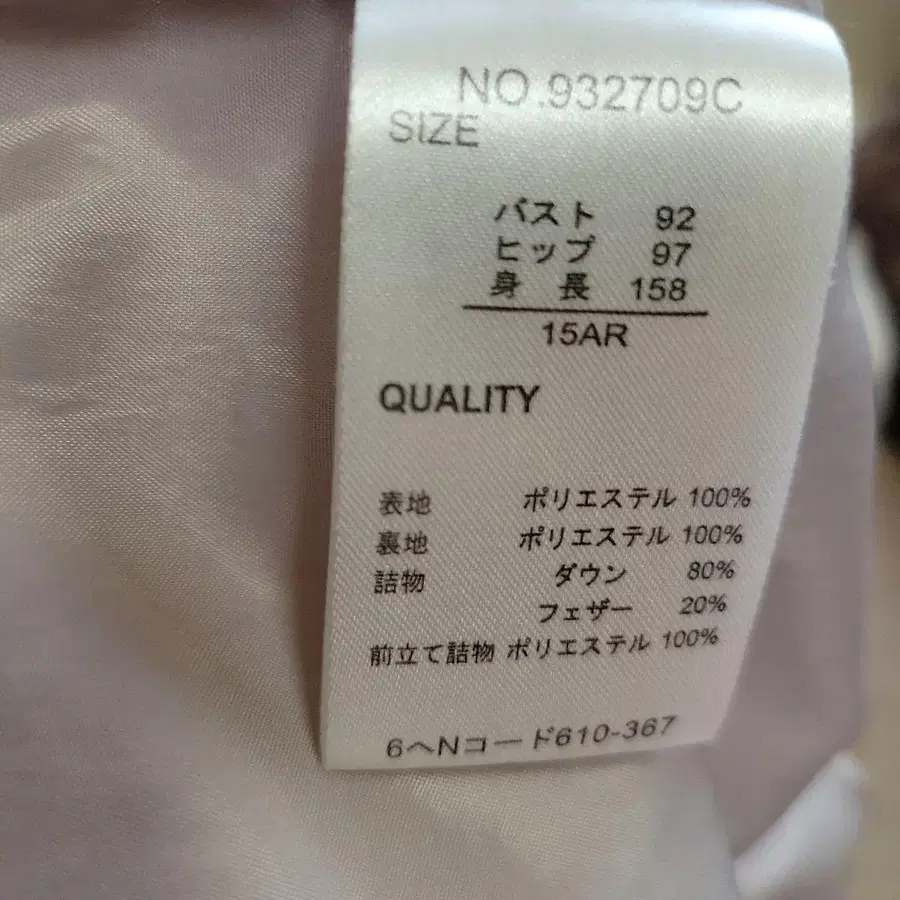 NO.932709C
SIZE
バスト 92
ヒップ 97
身長 158
15AR
QUALITY
表地 ポリエステル 100%
裏地 ポリエステル 100%
詰物 ダウン 80%
フェザー 20%
前立て詰物 ポリエステル 100%
6ヘNコード610-367